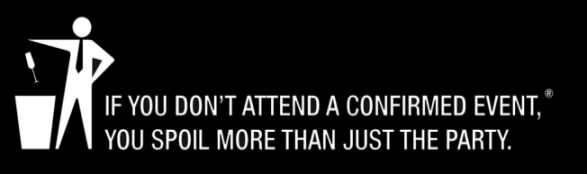 IF YOU DON'T ATTEND A CONFIRMED EVENT,®
YOU SPOIL MORE THAN JUST THE PARTY.